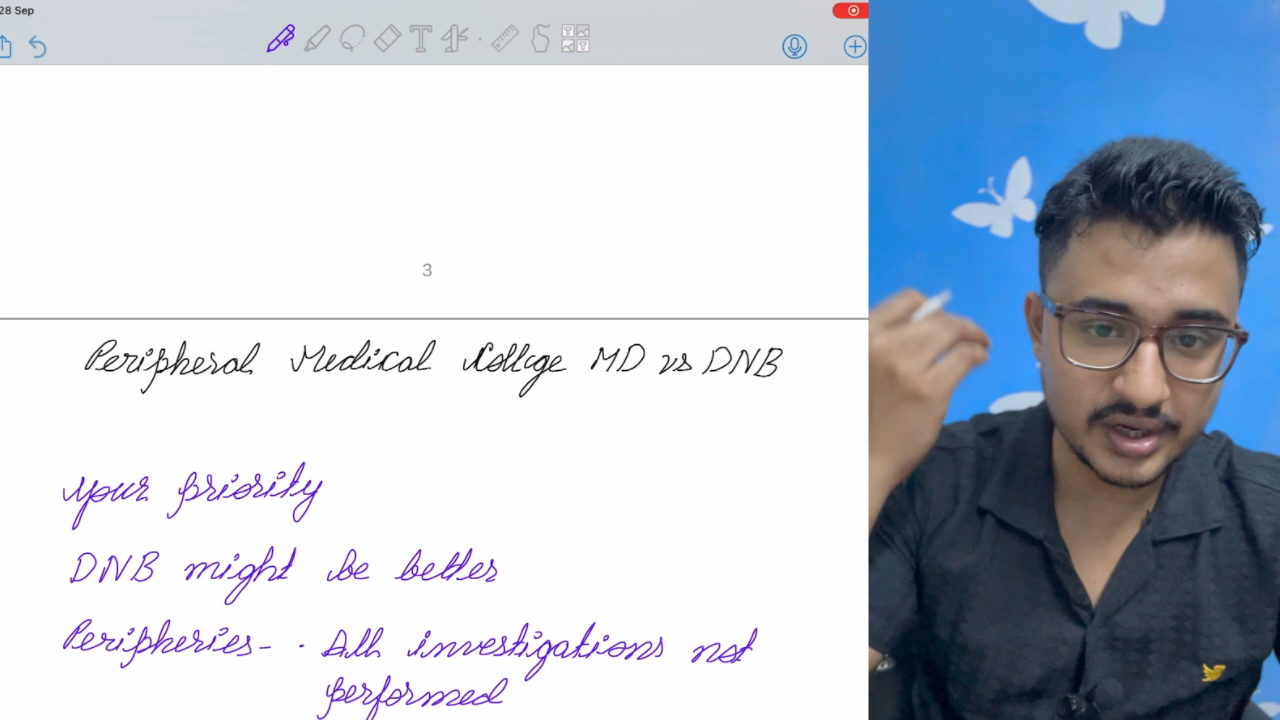 28 Sep
3
Peripheral Medical College MD vs DNB
Your priority
DNB might be better
Peripheries - · All investigations not
performed